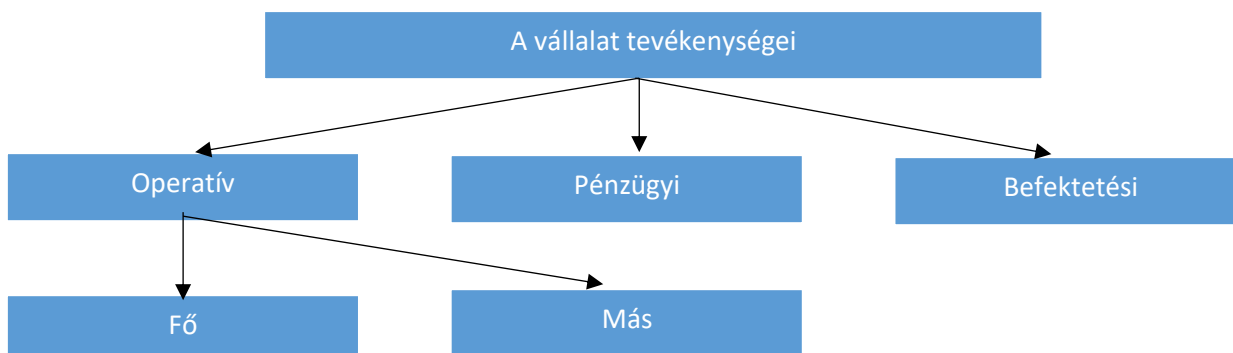 A vállalat tevékenységei
Operatív
Pénzügyi
Befektetési
Fő
Más